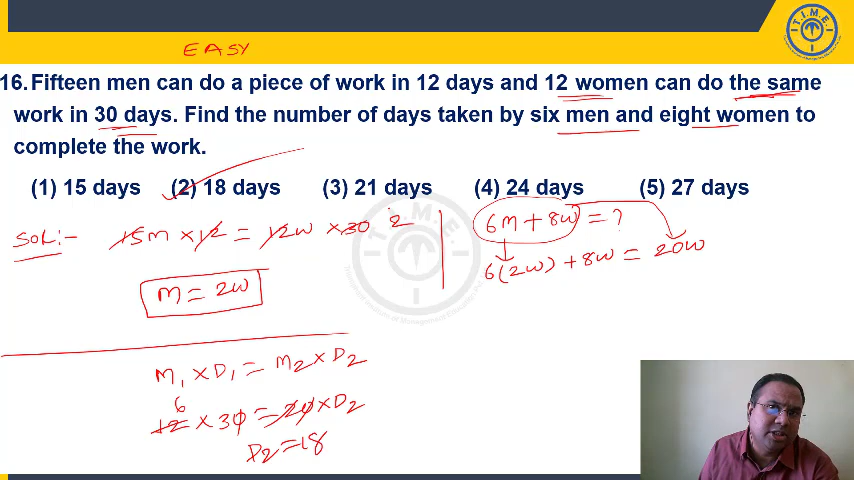 T.I.M.E.
EASY
16. Fifteen men can do a piece of work in 12 days and 12 women can do the same
work in 30 days. Find the number of days taken by six men and eight women to
complete the work.
(1) 15 days (2) 18 days (3) 21 days (4) 24 days (5) 27 days
SOL:- 15M × 12 = 12W × 30 2
M = 2W
6M + 8W = ?
6(2W) + 8W = 20W
M₁ × D₁ = M₂ × D₂
6
12 × 30 = 20 × D₂
D₂ = 18